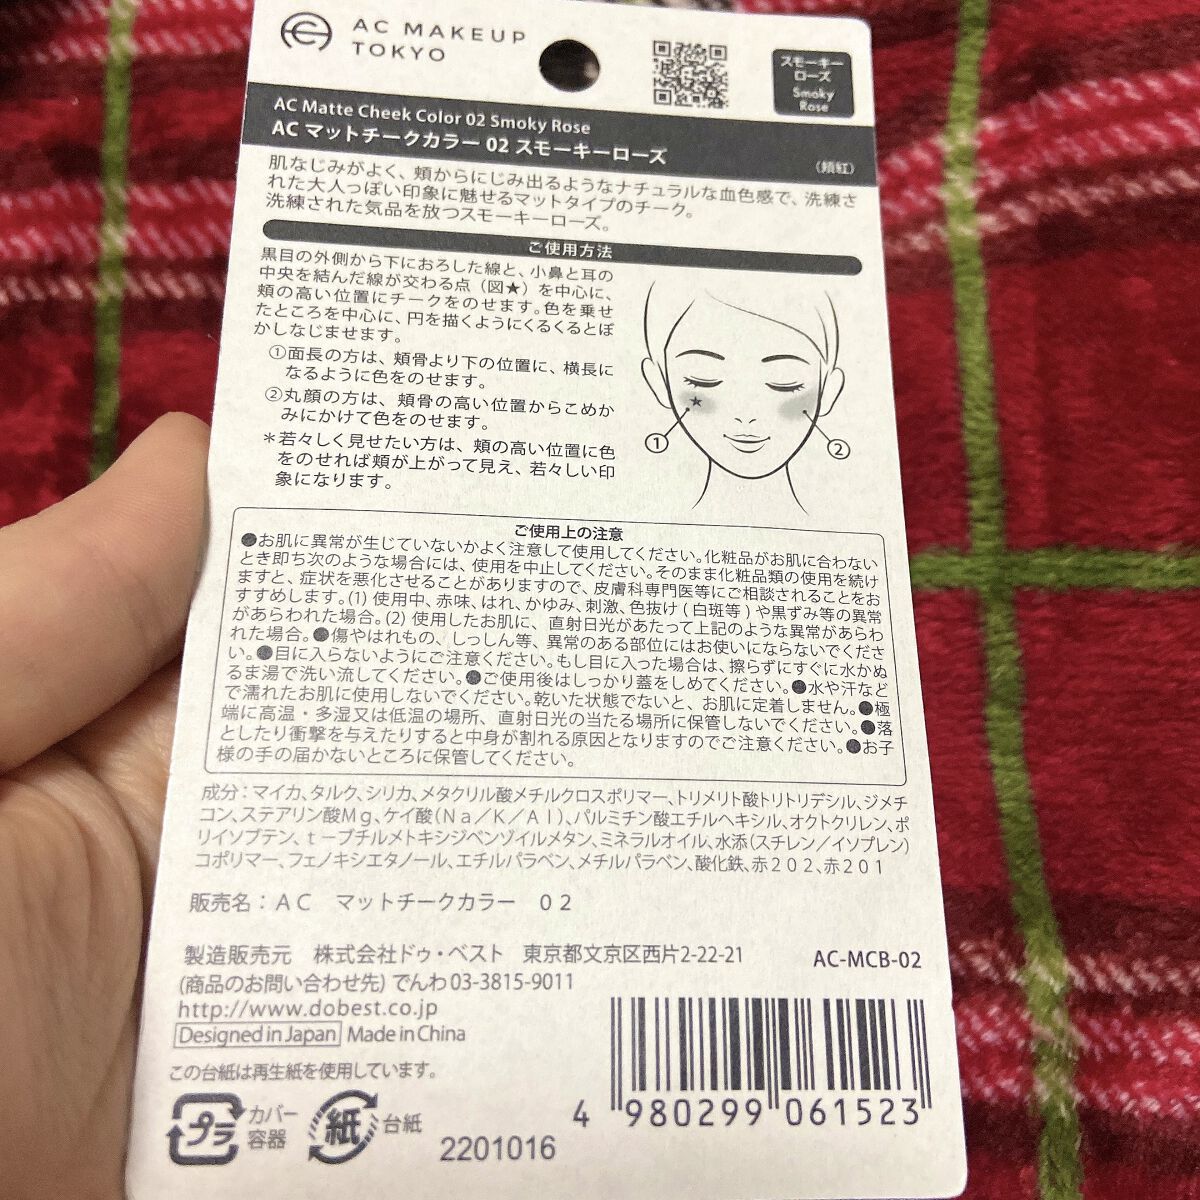 AC MAKEUP
TOKYO
スモーキー
ローズ
Smoky
Rose
AC Matte Cheek Color 02 Smoky Rose
AC マットチークカラー 02 スモーキーローズ
(頬紅)
肌なじみがよく、頬からにじみ出るようなナチュラルな血色感で、洗練さ
れた大人っぽい印象に魅せるマットタイプのチーク。
洗練された気品を放つスモーキーローズ。
ご使用方法
黒目の外側から下におろした線と、小鼻と耳の
中央を結んだ線が交わる点（図★）を中心に、
頬の高い位置にチークをのせます。色を乗せ
たところを中心に、円を描くようにくるくるとぼ
かしなじませます。
①面長の方は、頬骨より下の位置に、横長に
なるように色をのせます。
②丸顔の方は、頬骨の高い位置からこめか
みにかけて色をのせます。
＊若々しく見せたい方は、頬の高い位置に色
をのせれば頬が上がって見え、若々しい印
象になります。
★
①
②
ご使用上の注意
●お肌に異常が生じていないかよく注意して使用してください。化粧品がお肌に合わない
とき即ち次のような場合には、使用を中止してください。そのまま化粧品類の使用を続け
ますと、症状を悪化させることがありますので、皮膚科専門医等にご相談されることをお
すすめします。(1) 使用中、赤味、はれ、かゆみ、刺激、色抜け(白斑等)や黒ずみ等の異常
があらわれた場合。(2) 使用したお肌に、直射日光があたって上記のような異常があらわ
れた場合。●傷やはれもの、しっしん等、異常のある部位にはお使いにならないでくださ
い。●目に入らないようにご注意ください。もし目に入った場合は、擦らずにすぐに水かぬ
るま湯で洗い流してください。●ご使用後はしっかり蓋をしめてください。●水や汗など
で濡れたお肌に使用しないでください。乾いた状態でないと、お肌に定着しません。●極
端に高温・多湿又は低温の場所、直射日光の当たる場所に保管しないでください。●落
としたり衝撃を与えたりすると中身が割れる原因となりますのでご注意ください。●お子
様の手の届かないところに保管してください。
成分：マイカ、タルク、シリカ、メタクリル酸メチルクロスポリマー、トリメリト酸トリトリデシル、ジメチ
コン、ステアリン酸Mg、ケイ酸（Na／K／Al）、パルミチン酸エチルヘキシル、オクトクリレン、ポ
リイソブテン、t－ブチルメトキシジベンゾイルメタン、ミネラルオイル、水添（スチレン／イソプレン）
コポリマー、フェノキシエタノール、エチルパラベン、メチルパラベン、酸化鉄、赤202、赤201
販売名：ＡＣ　マットチークカラー　０２
製造販売元　株式会社ドゥ・ベスト　東京都文京区西片2-22-21
AC-MCB-02
(商品のお問い合わせ先) でんわ 03-3815-9011
http://www.dobest.co.jp
Designed in Japan Made in China
この台紙は再生紙を使用しています。
プラ カバー
容器
紙 台紙
2201016
4 980299 061523